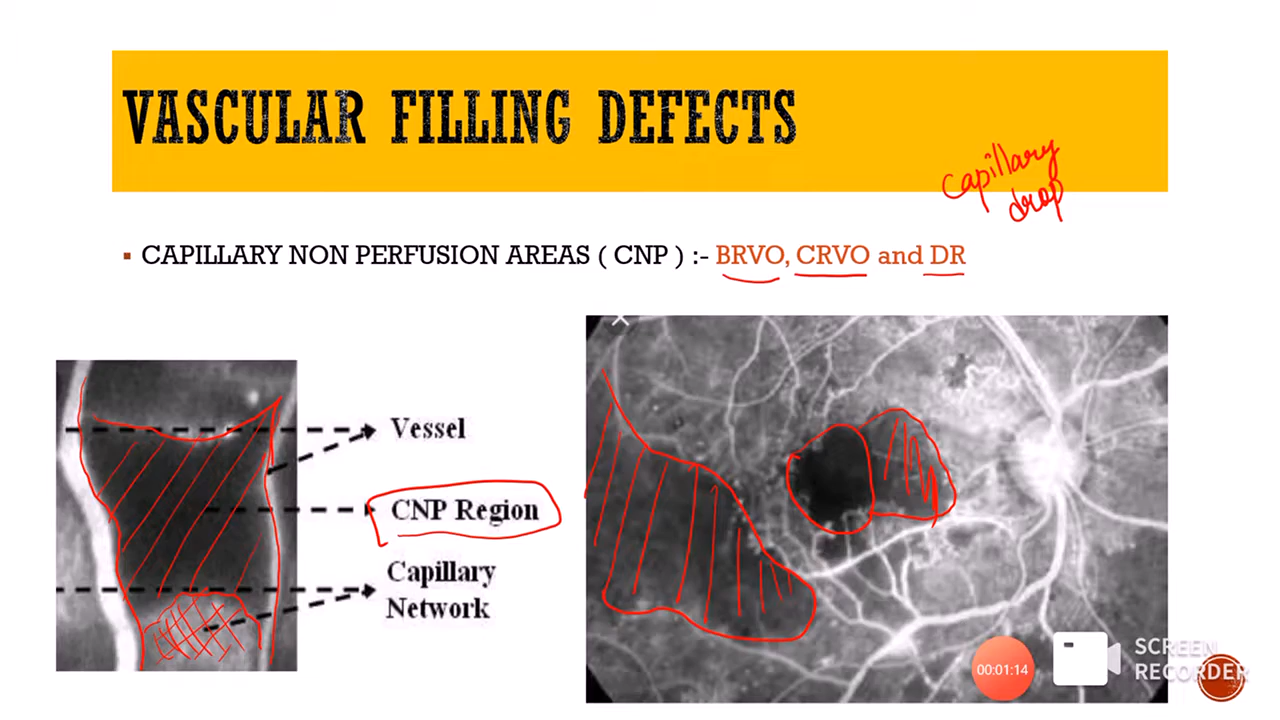 VASCULAR FILLING DEFECTS
Capillary
drop
▪ CAPILLARY NON PERFUSION AREAS ( CNP ) :- BRVO, CRVO and DR
Vessel
CNP Region
Capillary
Network
00:01:14
SCREEN
RECORDER